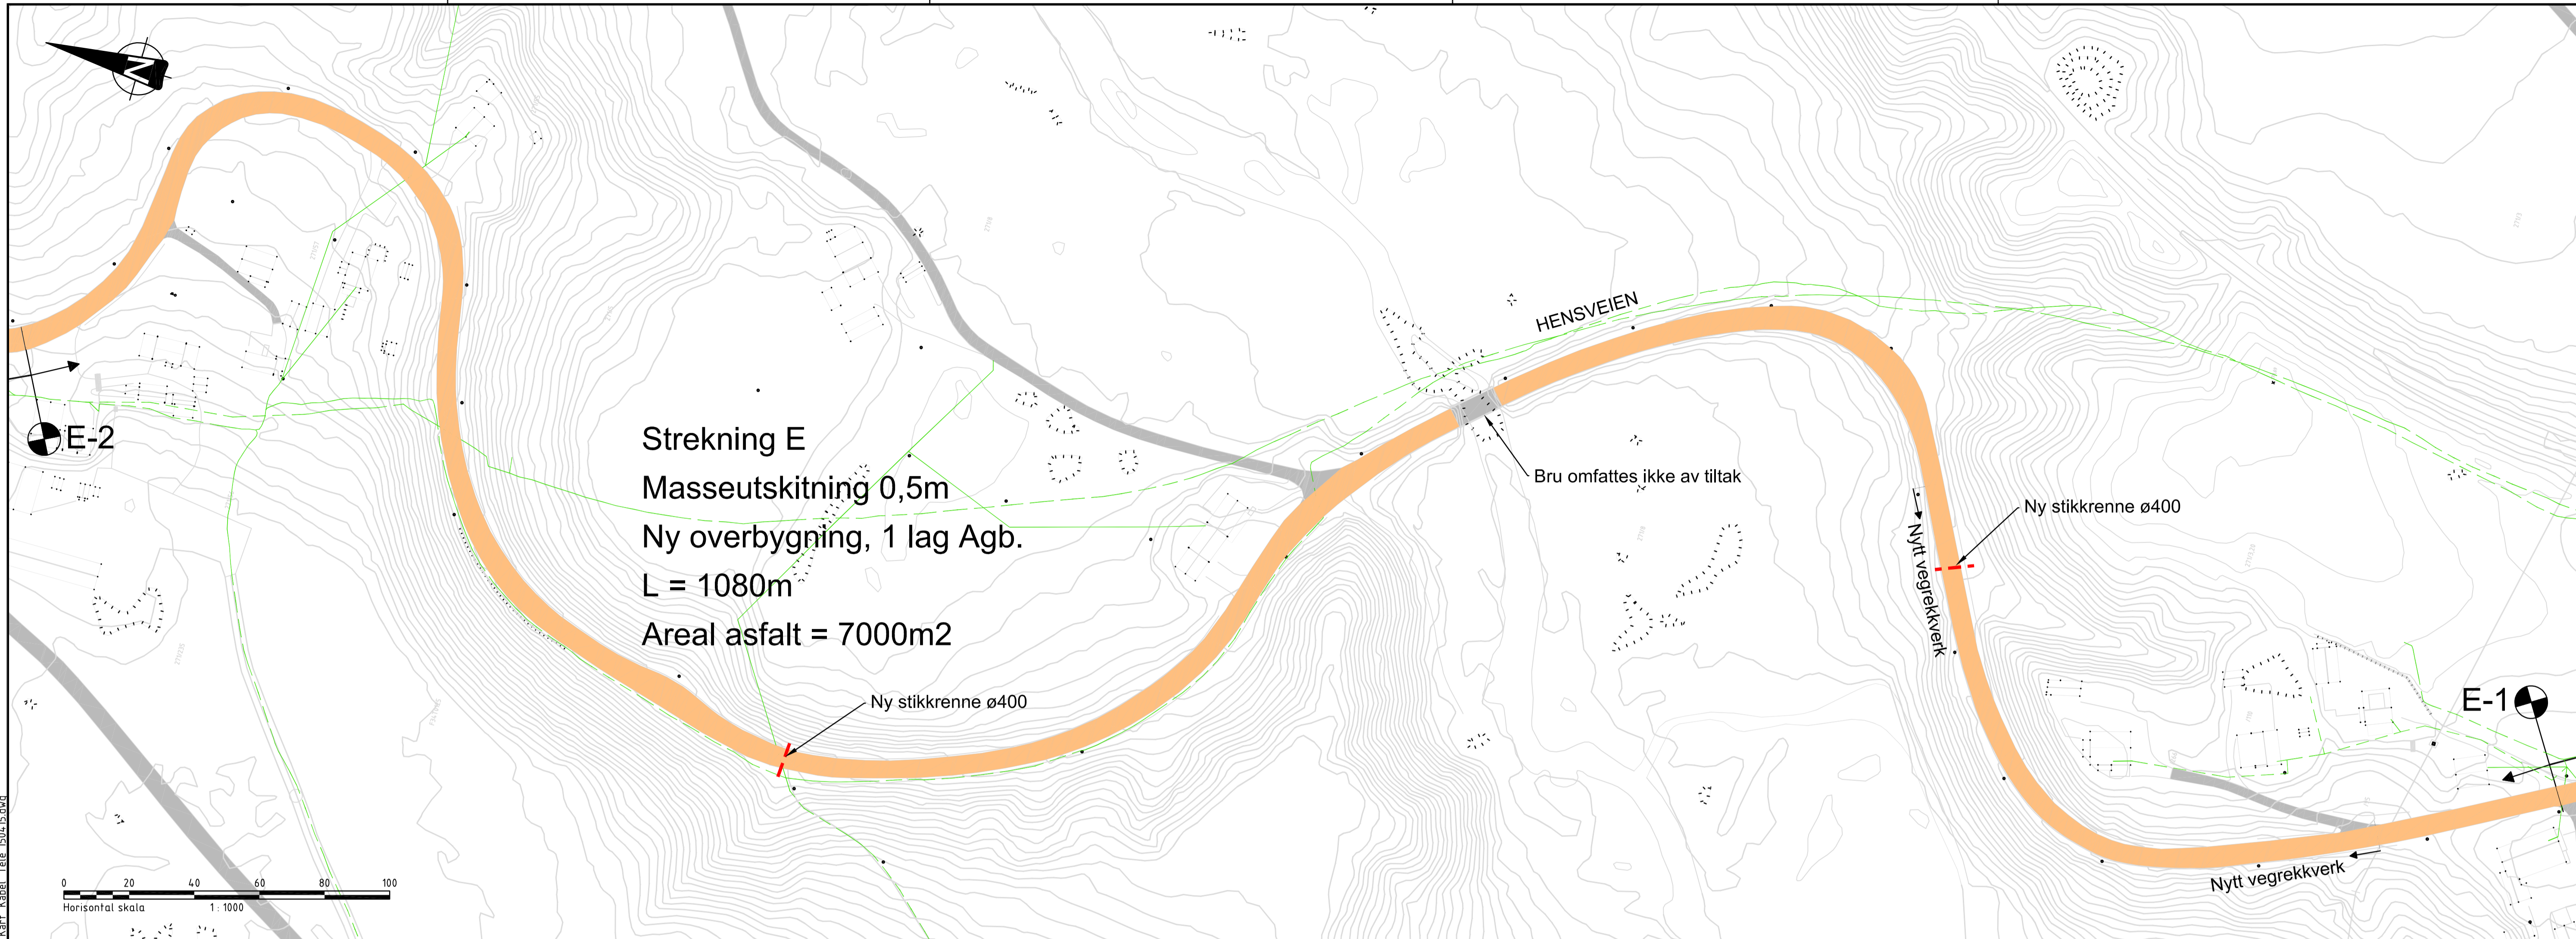 N
HENSVEIEN
E-2
Strekning E
Masseutskitning 0,5m
Ny overbygning, 1 lag Agb.
L = 1080m
Areal asfalt = 7000m2
Bru omfattes ikke av tiltak
Ny stikkrenne ø400
Nytt vegrekkverk
Ny stikkrenne ø400
E-1
Nytt vegrekkverk
0 20 40 60 80 100
Horisontal skala 1 : 1000